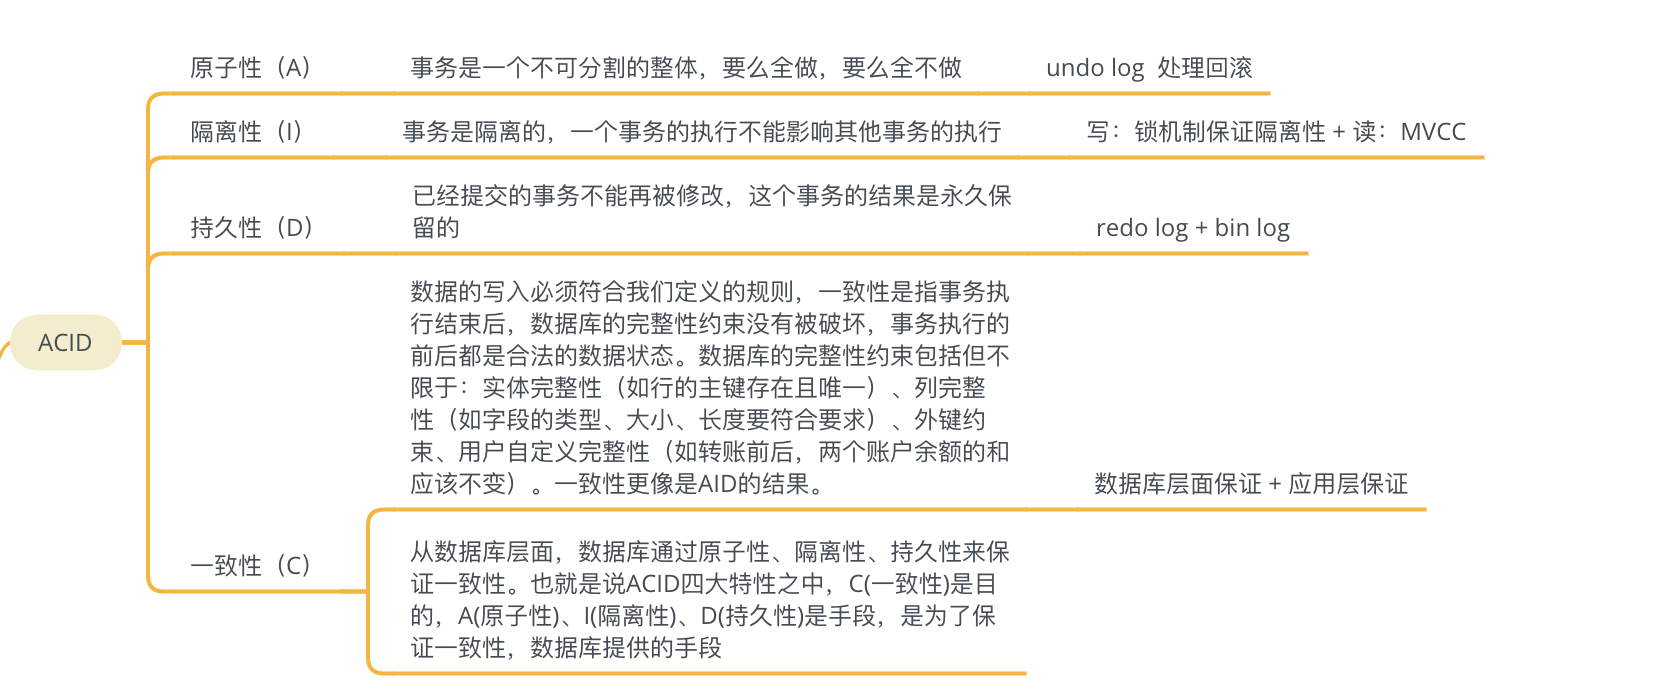 原子性（A）
事务是一个不可分割的整体，要么全做，要么全不做
undo log 处理回滚
隔离性（I）
事务是隔离的，一个事务的执行不能影响其他事务的执行
写：锁机制保证隔离性 + 读：MVCC
持久性（D）
已经提交的事务不能再被修改，这个事务的结果是永久保
留的
redo log + bin log
ACID
一致性（C）
数据的写入必须符合我们定义的规则，一致性是指事务执
行结束后，数据库的完整性约束没有被破坏，事务执行的
前后都是合法的数据状态。数据库的完整性约束包括但不
限于：实体完整性（如行的主键存在且唯一）、列完整
性（如字段的类型、大小、长度要符合要求）、外键约
束、用户自定义完整性（如转账前后，两个账户余额的和
应该不变）。一致性更像是AID的结果。
数据库层面保证 + 应用层保证
从数据库层面，数据库通过原子性、隔离性、持久性来保
证一致性。也就是说ACID四大特性之中，C(一致性)是目
的，A(原子性)、I(隔离性)、D(持久性)是手段，是为了保
证一致性，数据库提供的手段